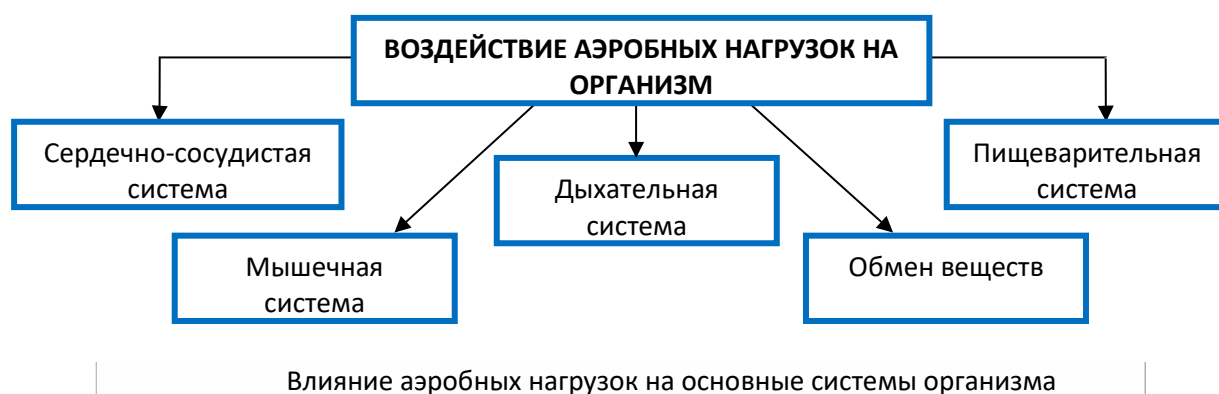 ВОЗДЕЙСТВИЕ АЭРОБНЫХ НАГРУЗОК НА
ОРГАНИЗМ
Сердечно-сосудистая
система
Пищеварительная
система
Дыхательная
система
Мышечная
система
Обмен веществ
Влияние аэробных нагрузок на основные системы организма